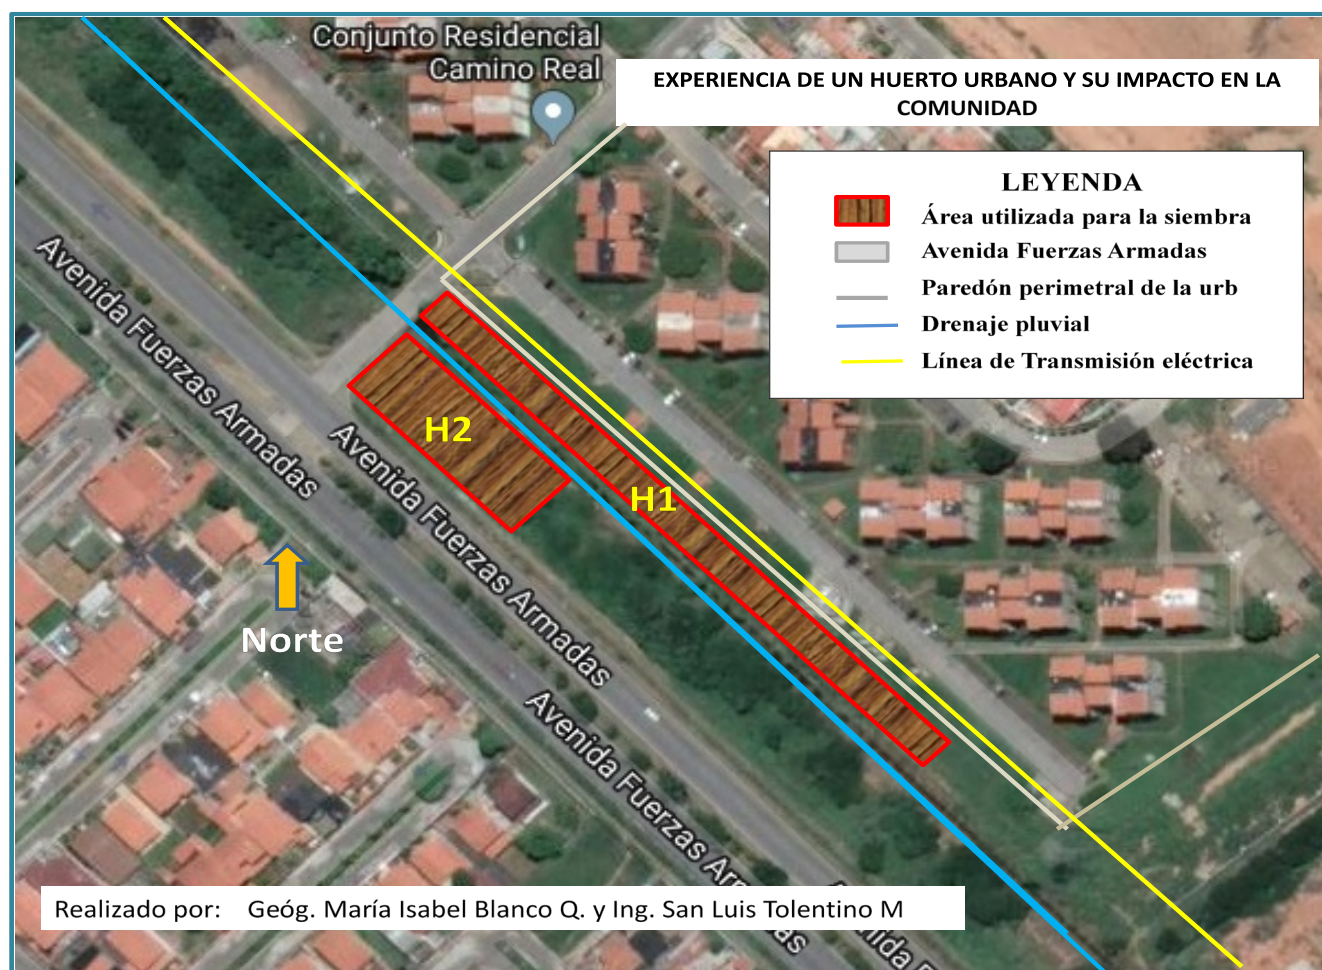 Conjunto Residencial
Camino Real
EXPERIENCIA DE UN HUERTO URBANO Y SU IMPACTO EN LA
COMUNIDAD
LEYENDA
Área utilizada para la siembra
Avenida Fuerzas Armadas
Paredón perimetral de la urb
Drenaje pluvial
Línea de Transmisión eléctrica
Avenida Fuerzas Armadas
Avenida Fuerzas Armadas
H2
H1
Norte
Avenida Fuerzas Ar
Realizado por: Geóg. María Isabel Blanco Q. y Ing. San Luis Tolentino M